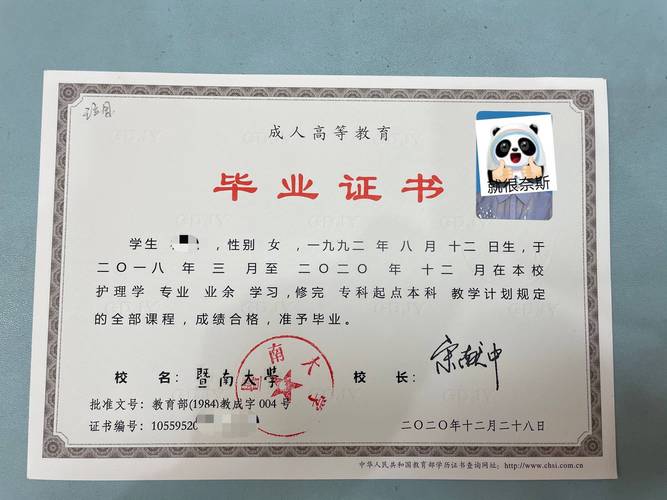 成人高等教育
毕业证书
就很奈斯
学生 ，性别 女 ，一九九二 年 八 月 十二 日生，于
二〇一八 年 三 月至 二〇二〇 年 十二 月在本校
护理学 专业 业余 学习，修完 专科起点本科 教学计划规定
的全部课程，成绩合格，准予毕业。
校 名：暨南大學 校 长：宋献中
批准文号：教育部(1984)教成字 004 号
证书编号：10559520
二〇二〇年十二月二十八日
中华人民共和国教育部学历证书查询网址：http://www.chsi.com.cn